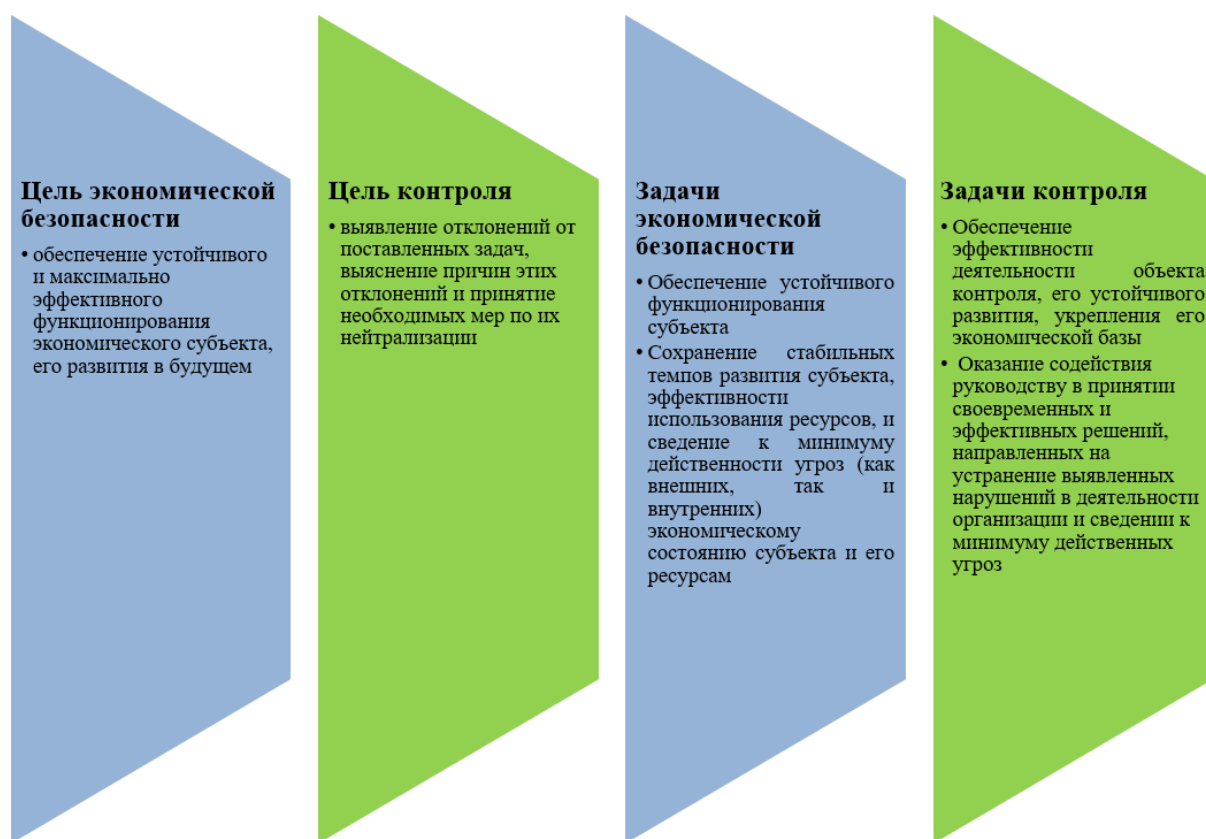 Цель экономической
безопасности
• обеспечение устойчивого
и максимально
эффективного
функционирования
экономического субъекта,
его развития в будущем
Цель контроля
• выявление отклонений от
поставленных задач,
выяснение причин этих
отклонений и принятие
необходимых мер по их
нейтрализации
Задачи
экономической
безопасности
• Обеспечение устойчивого
функционирования
субъекта
• Сохранение стабильных
темпов развития субъекта,
эффективности
использования ресурсов, и
сведение к минимуму
действенности угроз (как
внешних, так и
внутренних)
экономическому
состоянию субъекта и его
ресурсам
Задачи контроля
• Обеспечение
эффективности
деятельности объекта
контроля, его устойчивого
развития, укрепления его
экономической базы
• Оказание содействия
руководству в принятии
своевременных и
эффективных решений,
направленных на
устранение выявленных
нарушений в деятельности
организации и сведении к
минимуму действенных
угроз